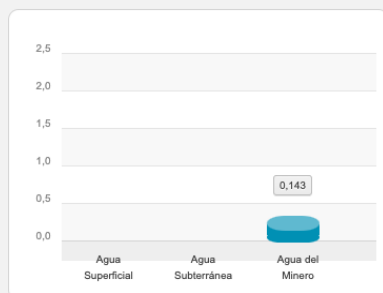 2,5
2,0
1,5
1,0
0,143
0,5
0,0
Agua Superficial
Agua Subterránea
Agua del Minero